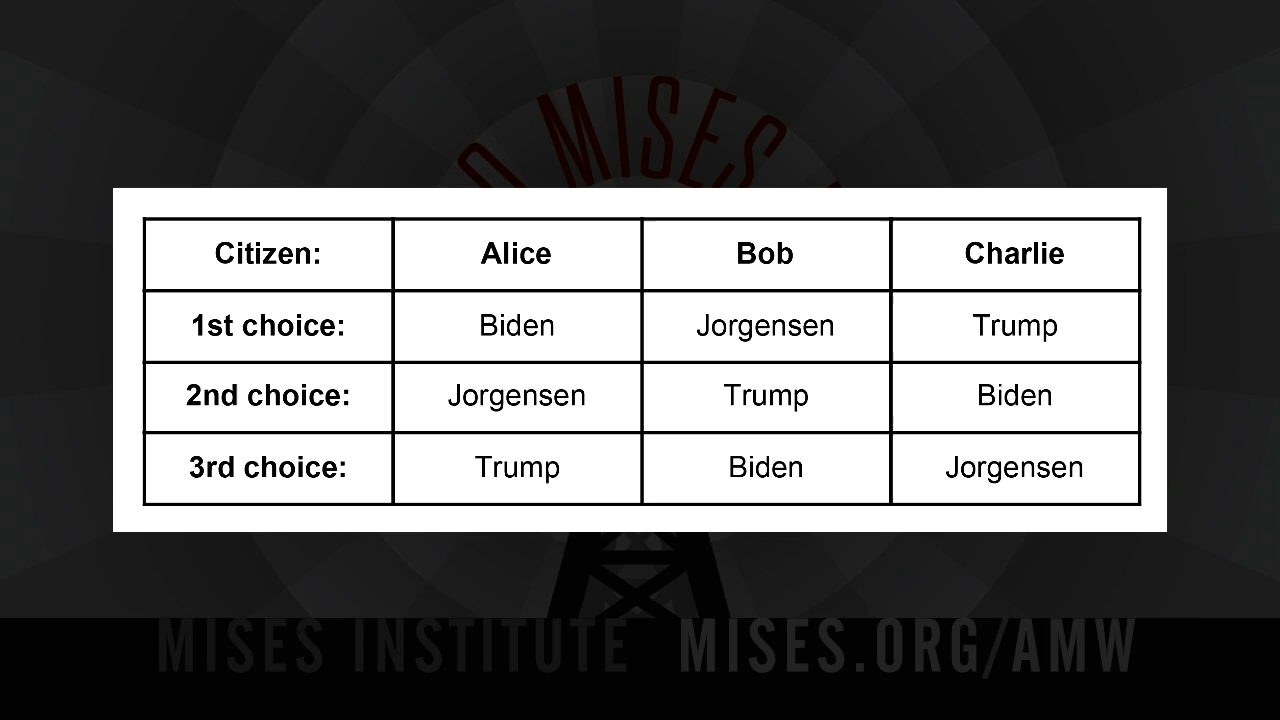 MISES
Citizen: Alice Bob Charlie
1st choice: Biden Jorgensen Trump
2nd choice: Jorgensen Trump Biden
3rd choice: Trump Biden Jorgensen
MISES INSTITUTE MISES.ORG/AMW